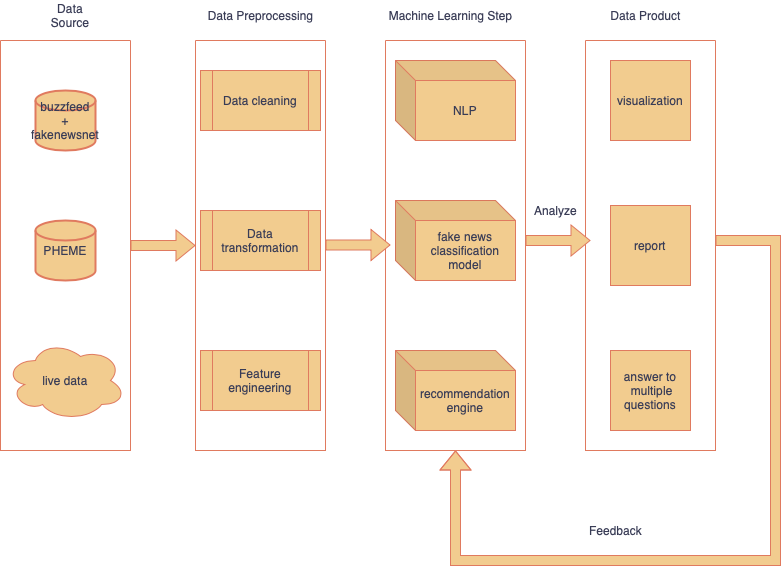 Data
Source
Data Preprocessing
Machine Learning Step
Data Product
buzzfeed
+
fakenewsnet
PHEME
live data
Data cleaning
Data
transformation
Feature
engineering
NLP
fake news
classification
model
recommendation
engine
Analyze
visualization
report
answer to
multiple
questions
Feedback